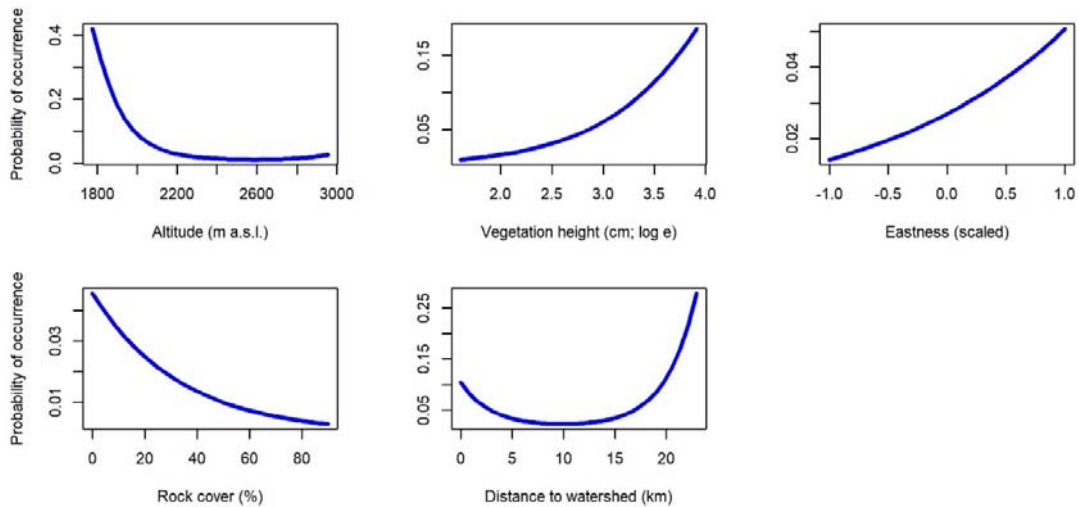 Probability of occurrence
0.4
0.2
0.0
1800 2200 2600 3000
Altitude (m a.s.l.)
0.15
0.05
2.0 2.5 3.0 3.5 4.0
Vegetation height (cm; log e)
0.04
0.02
-1.0 -0.5 0.0 0.5 1.0
Eastness (scaled)
Probability of occurrence
0.03
0.01
0 20 40 60 80
Rock cover (%)
0.25
0.15
0.05
0 5 10 15 20
Distance to watershed (km)